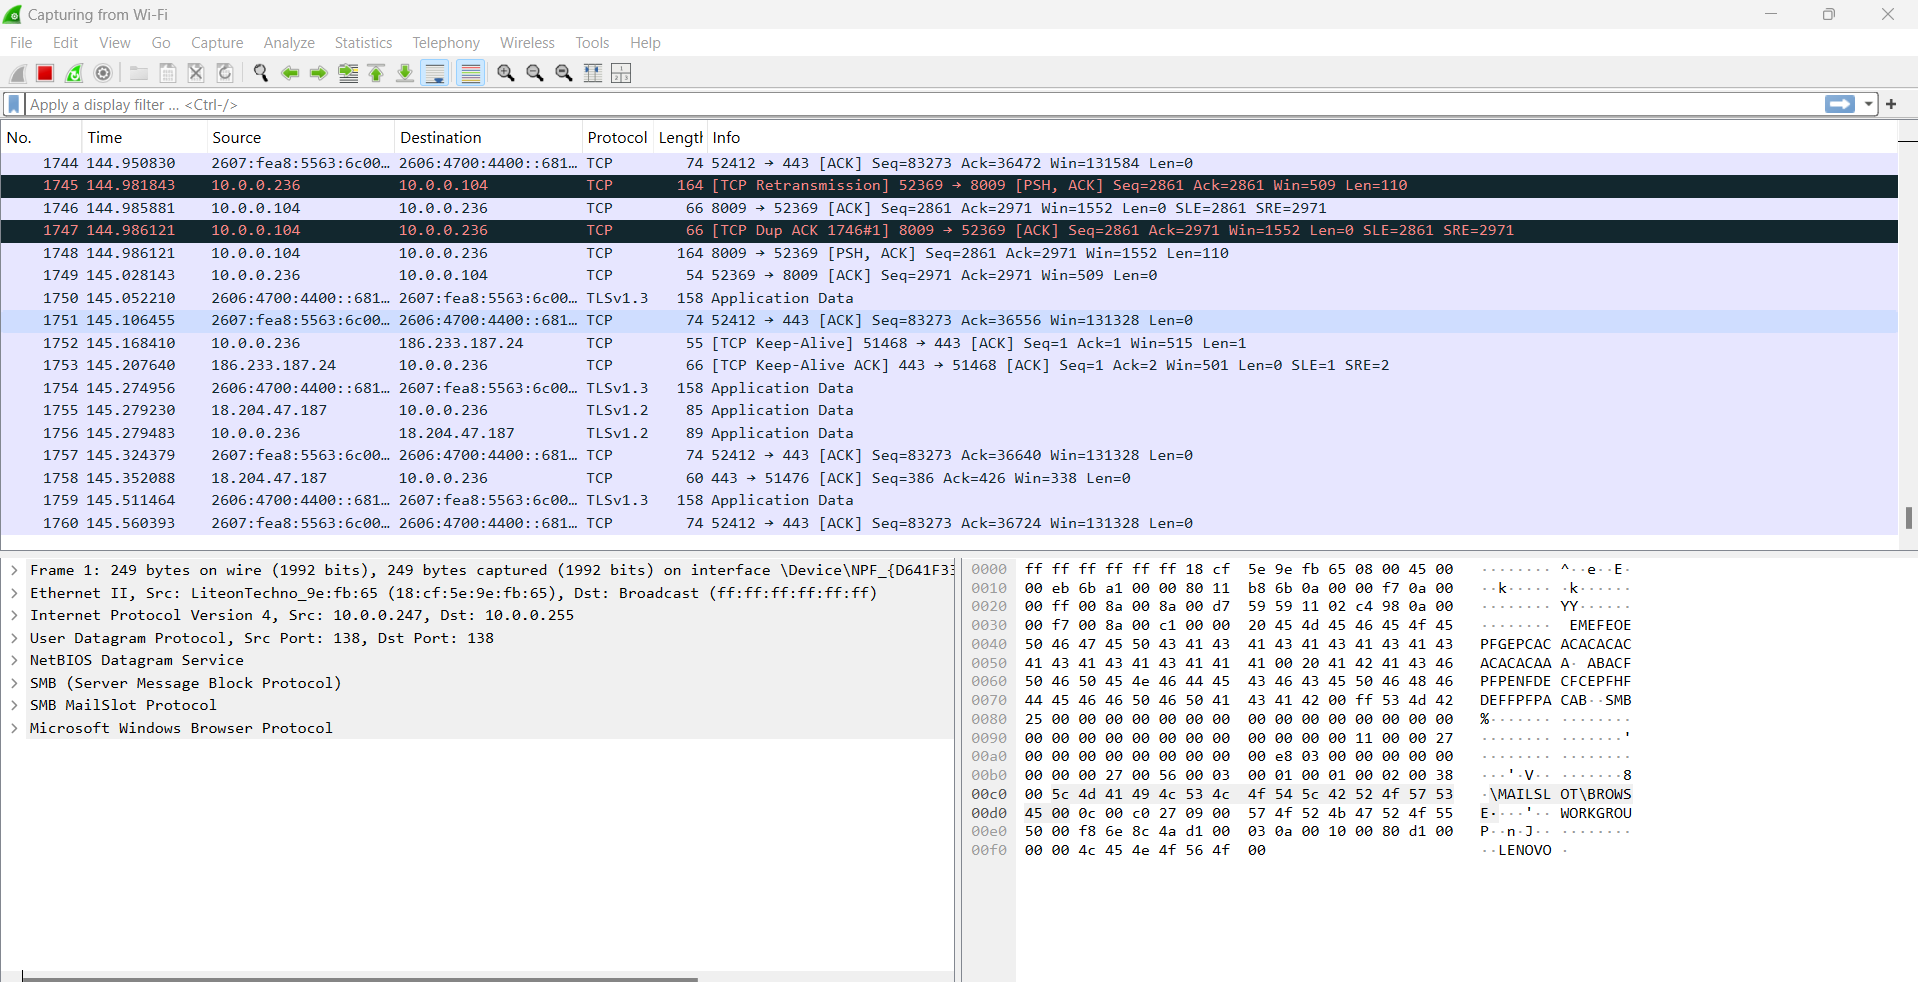 Capturing from Wi-Fi
File Edit View Go Capture Analyze Statistics Telephony Wireless Tools Help
Apply a display filter ... <Ctrl-/>
No. Time Source Destination Protocol Length Info
1744 144.950830 2607:fea8:5563:6c00… 2606:4700:4400::681… TCP 74 52412 → 443 [ACK] Seq=83273 Ack=36472 Win=131584 Len=0
1745 144.981843 10.0.0.236 10.0.0.104 TCP 164 [TCP Retransmission] 52369 → 8009 [PSH, ACK] Seq=2861 Ack=2861 Win=509 Len=110
1746 144.985881 10.0.0.104 10.0.0.236 TCP 66 8009 → 52369 [ACK] Seq=2861 Ack=2971 Win=1552 Len=0 SLE=2861 SRE=2971
1747 144.986121 10.0.0.104 10.0.0.236 TCP 66 [TCP Dup ACK 1746#1] 8009 → 52369 [ACK] Seq=2861 Ack=2971 Win=1552 Len=0 SLE=2861 SRE=2971
1748 144.986121 10.0.0.104 10.0.0.236 TCP 164 8009 → 52369 [PSH, ACK] Seq=2861 Ack=2971 Win=1552 Len=110
1749 145.028143 10.0.0.236 10.0.0.104 TCP 54 52369 → 8009 [ACK] Seq=2971 Ack=2971 Win=509 Len=0
1750 145.052210 2606:4700:4400::681… 2607:fea8:5563:6c00… TLSv1.3 158 Application Data
1751 145.106455 2607:fea8:5563:6c00… 2606:4700:4400::681… TCP 74 52412 → 443 [ACK] Seq=83273 Ack=36556 Win=131328 Len=0
1752 145.168410 10.0.0.236 186.233.187.24 TCP 55 [TCP Keep-Alive] 51468 → 443 [ACK] Seq=1 Ack=1 Win=515 Len=1
1753 145.207640 186.233.187.24 10.0.0.236 TCP 66 [TCP Keep-Alive ACK] 443 → 51468 [ACK] Seq=1 Ack=2 Win=501 Len=0 SLE=1 SRE=2
1754 145.274956 2606:4700:4400::681… 2607:fea8:5563:6c00… TLSv1.3 158 Application Data
1755 145.279230 18.204.47.187 10.0.0.236 TLSv1.2 85 Application Data
1756 145.279483 10.0.0.236 18.204.47.187 TLSv1.2 89 Application Data
1757 145.324379 2607:fea8:5563:6c00… 2606:4700:4400::681… TCP 74 52412 → 443 [ACK] Seq=83273 Ack=36640 Win=131328 Len=0
1758 145.352088 18.204.47.187 10.0.0.236 TCP 60 443 → 51476 [ACK] Seq=386 Ack=426 Win=338 Len=0
1759 145.511464 2606:4700:4400::681… 2607:fea8:5563:6c00… TLSv1.3 158 Application Data
1760 145.560393 2607:fea8:5563:6c00… 2606:4700:4400::681… TCP 74 52412 → 443 [ACK] Seq=83273 Ack=36724 Win=131328 Len=0
Frame 1: 249 bytes on wire (1992 bits), 249 bytes captured (1992 bits) on interface \Device\NPF_{D641F33
Ethernet II, Src: LiteonTechno_9e:fb:65 (18:cf:5e:9e:fb:65), Dst: Broadcast (ff:ff:ff:ff:ff:ff)
Internet Protocol Version 4, Src: 10.0.0.247, Dst: 10.0.0.255
User Datagram Protocol, Src Port: 138, Dst Port: 138
NetBIOS Datagram Service
SMB (Server Message Block Protocol)
SMB MailSlot Protocol
Microsoft Windows Browser Protocol
0000 ff ff ff ff ff ff 18 cf 5e 9e fb 65 08 00 45 00 ········ ^··e··E·
0010 00 eb 6b a1 00 00 80 11 b8 6b 0a 00 00 f7 0a 00 ··k····· ·k······
0020 00 ff 00 8a 00 8a 00 d7 59 59 11 02 c4 98 0a 00 ········ YY······
0030 00 f7 00 8a 00 c1 00 00 20 45 4d 45 46 45 4f 45 ········ EMEFEOE
0040 50 46 47 45 50 43 41 43 41 43 41 43 41 43 41 43 PFGEPCAC ACACACAC
0050 41 43 41 43 41 43 41 41 41 00 20 41 42 41 43 46 ACACACAA A· ABACF
0060 50 46 50 45 4e 46 44 45 43 46 43 45 50 46 48 46 PFPENFDE CFCEPFHF
0070 44 45 46 46 50 46 50 41 43 41 42 00 ff 53 4d 42 DEFFPFPA CAB··SMB
0080 25 00 00 00 00 00 00 00 00 00 00 00 00 00 00 00 %······· ········
0090 00 00 00 00 00 00 00 00 00 00 00 00 11 00 00 27 ········ ·······'
00a0 00 00 00 00 00 00 00 00 00 e8 03 00 00 00 00 00 ········ ········
00b0 00 00 00 27 00 56 00 03 00 01 00 01 00 02 00 38 ···'·V·· ·······8
00c0 00 5c 4d 41 49 4c 53 4c 4f 54 5c 42 52 4f 57 53 ·\MAILSL OT\BROWS
00d0 45 00 0c 00 c0 27 09 00 57 4f 52 4b 47 52 4f 55 E····'·· WORKGROU
00e0 50 00 f8 6e 8c 4a d1 00 03 0a 00 10 00 80 d1 00 P··n·J·· ········
00f0 00 00 4c 45 4e 4f 56 4f 00 ··LENOVO ·